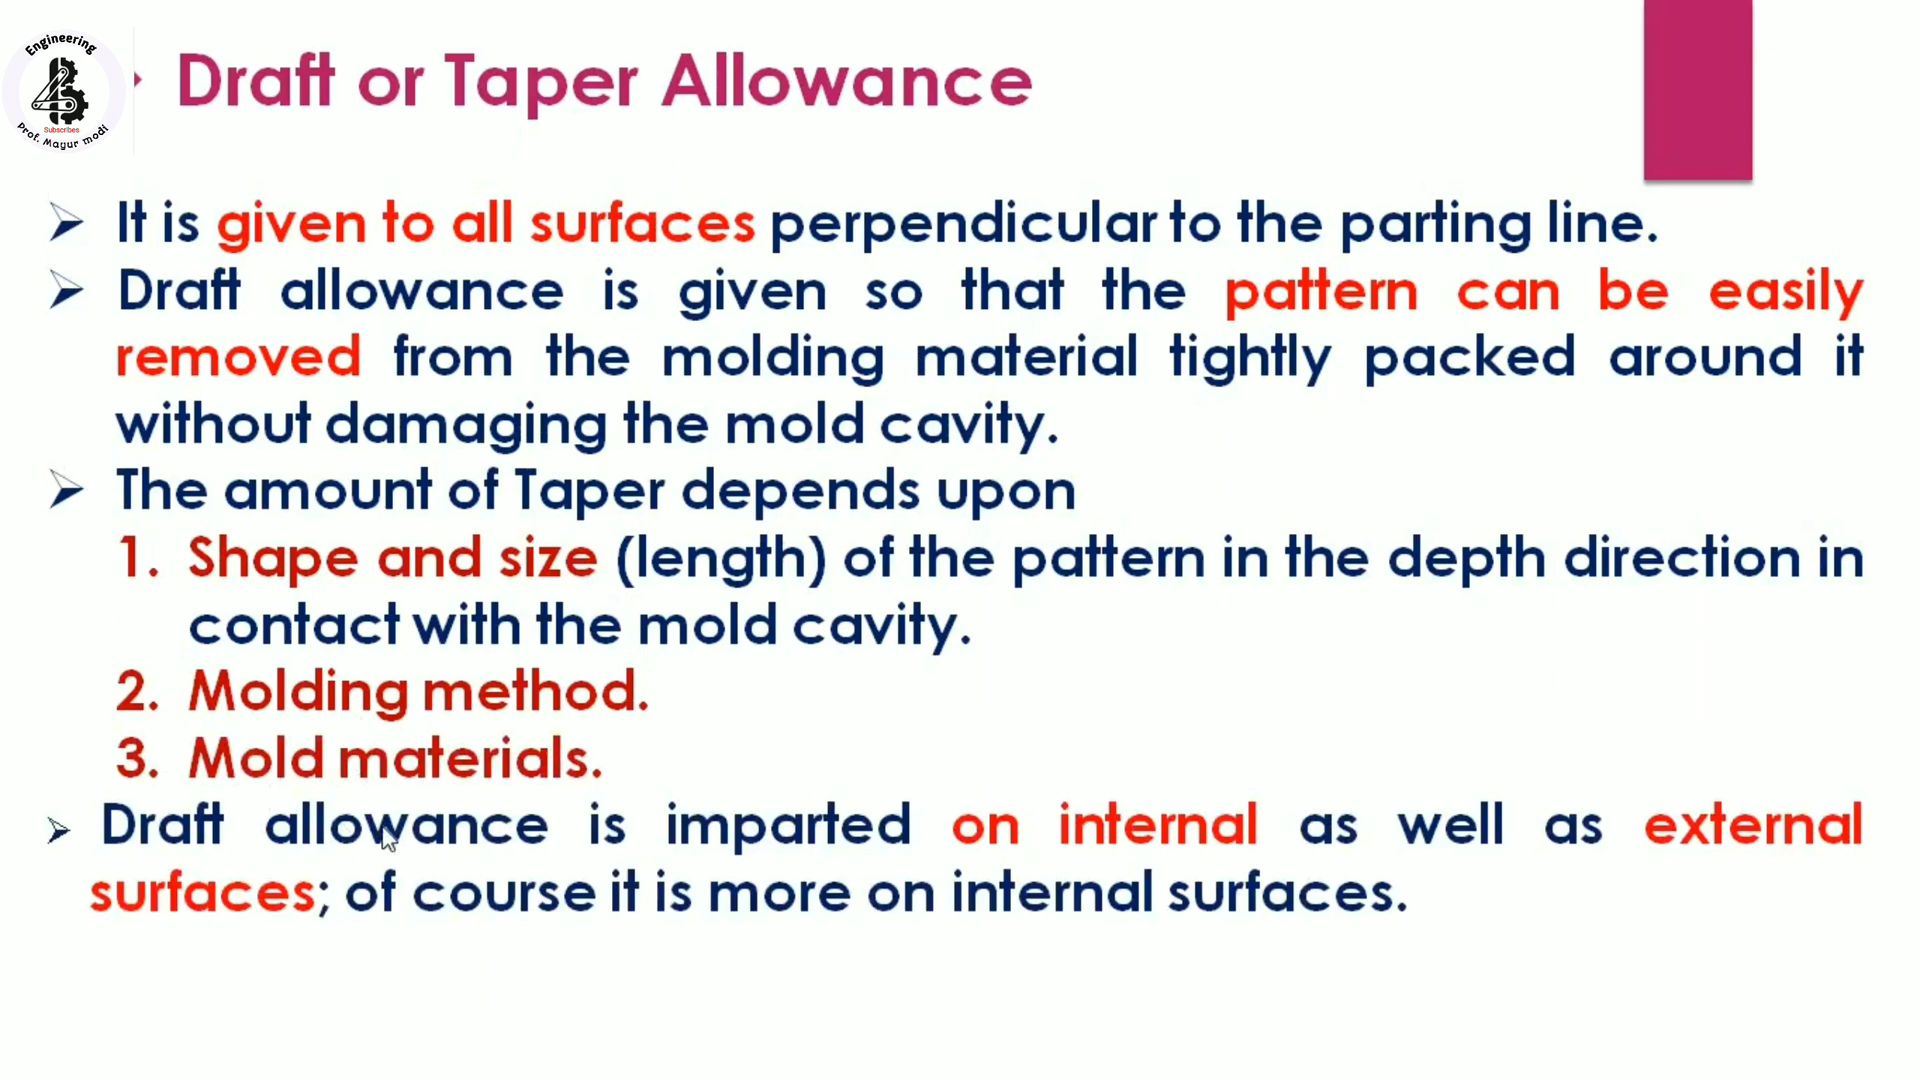 Engineering
Subscribes
Prof. Mayur modi
Draft or Taper Allowance
It is given to all surfaces perpendicular to the parting line.
Draft allowance is given so that the pattern can be easily
removed from the molding material tightly packed around it
without damaging the mold cavity.
The amount of Taper depends upon
1. Shape and size (length) of the pattern in the depth direction in
contact with the mold cavity.
2. Molding method.
3. Mold materials.
Draft allowance is imparted on internal as well as external
surfaces; of course it is more on internal surfaces.